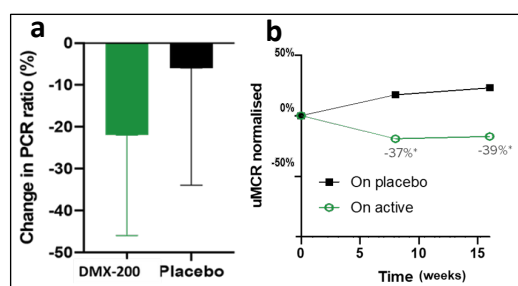 a
Change in PCR ratio (%)
0
-10
-20
-30
-40
-50
DMX-200 Placebo
b
uMCR normalised
50%
0%
-50%
-37%*
-39%*
On placebo
On active
0 5 10 15
Time (weeks)